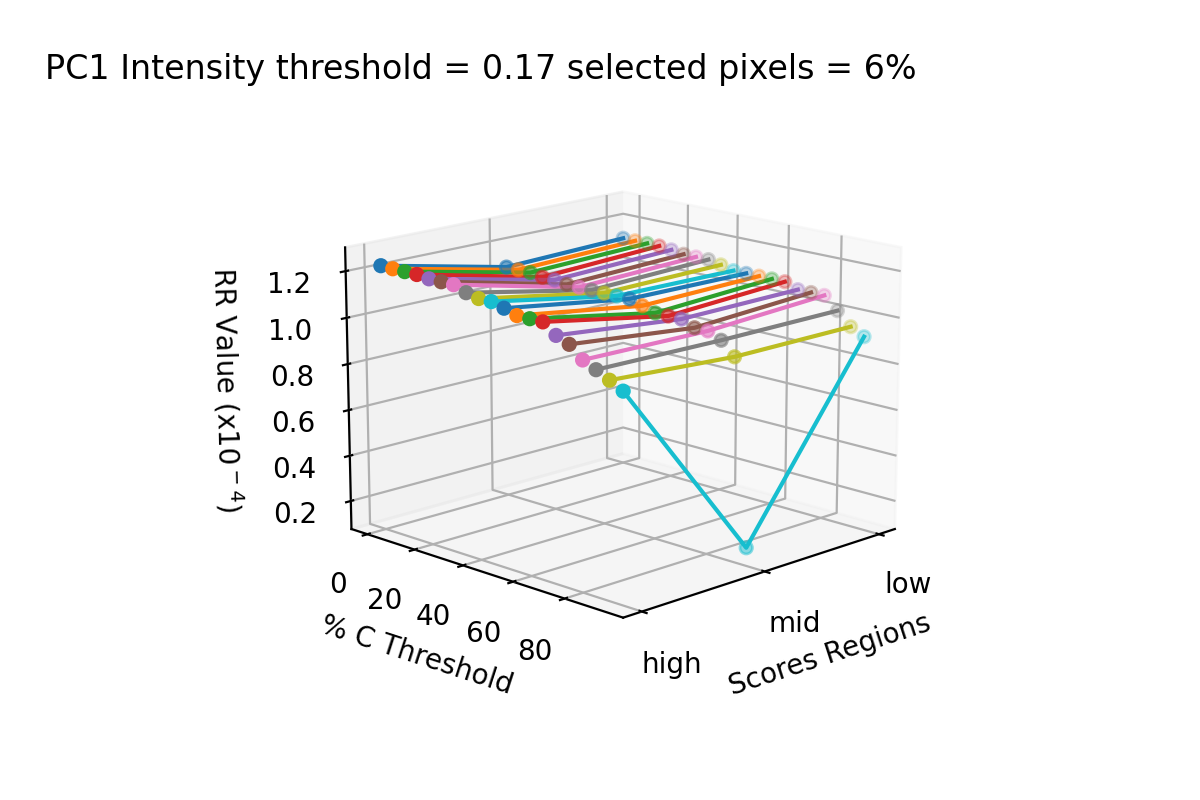 PC1 Intensity threshold = 0.17 selected pixels = 6%
RR Value (x10⁻⁴)
1.2
1.0
0.8
0.6
0.4
0.2
0
20
40
60
80
% C Threshold
high
mid
low
Scores Regions